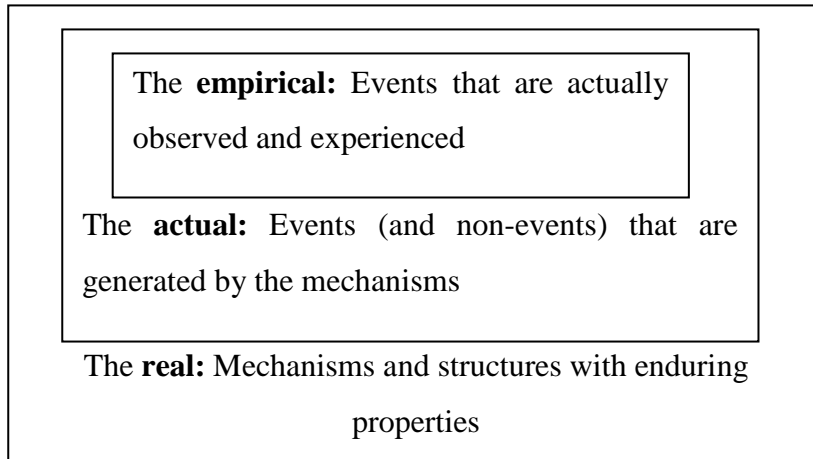 The empirical: Events that are actually
observed and experienced
The actual: Events (and non-events) that are
generated by the mechanisms
The real: Mechanisms and structures with enduring
properties